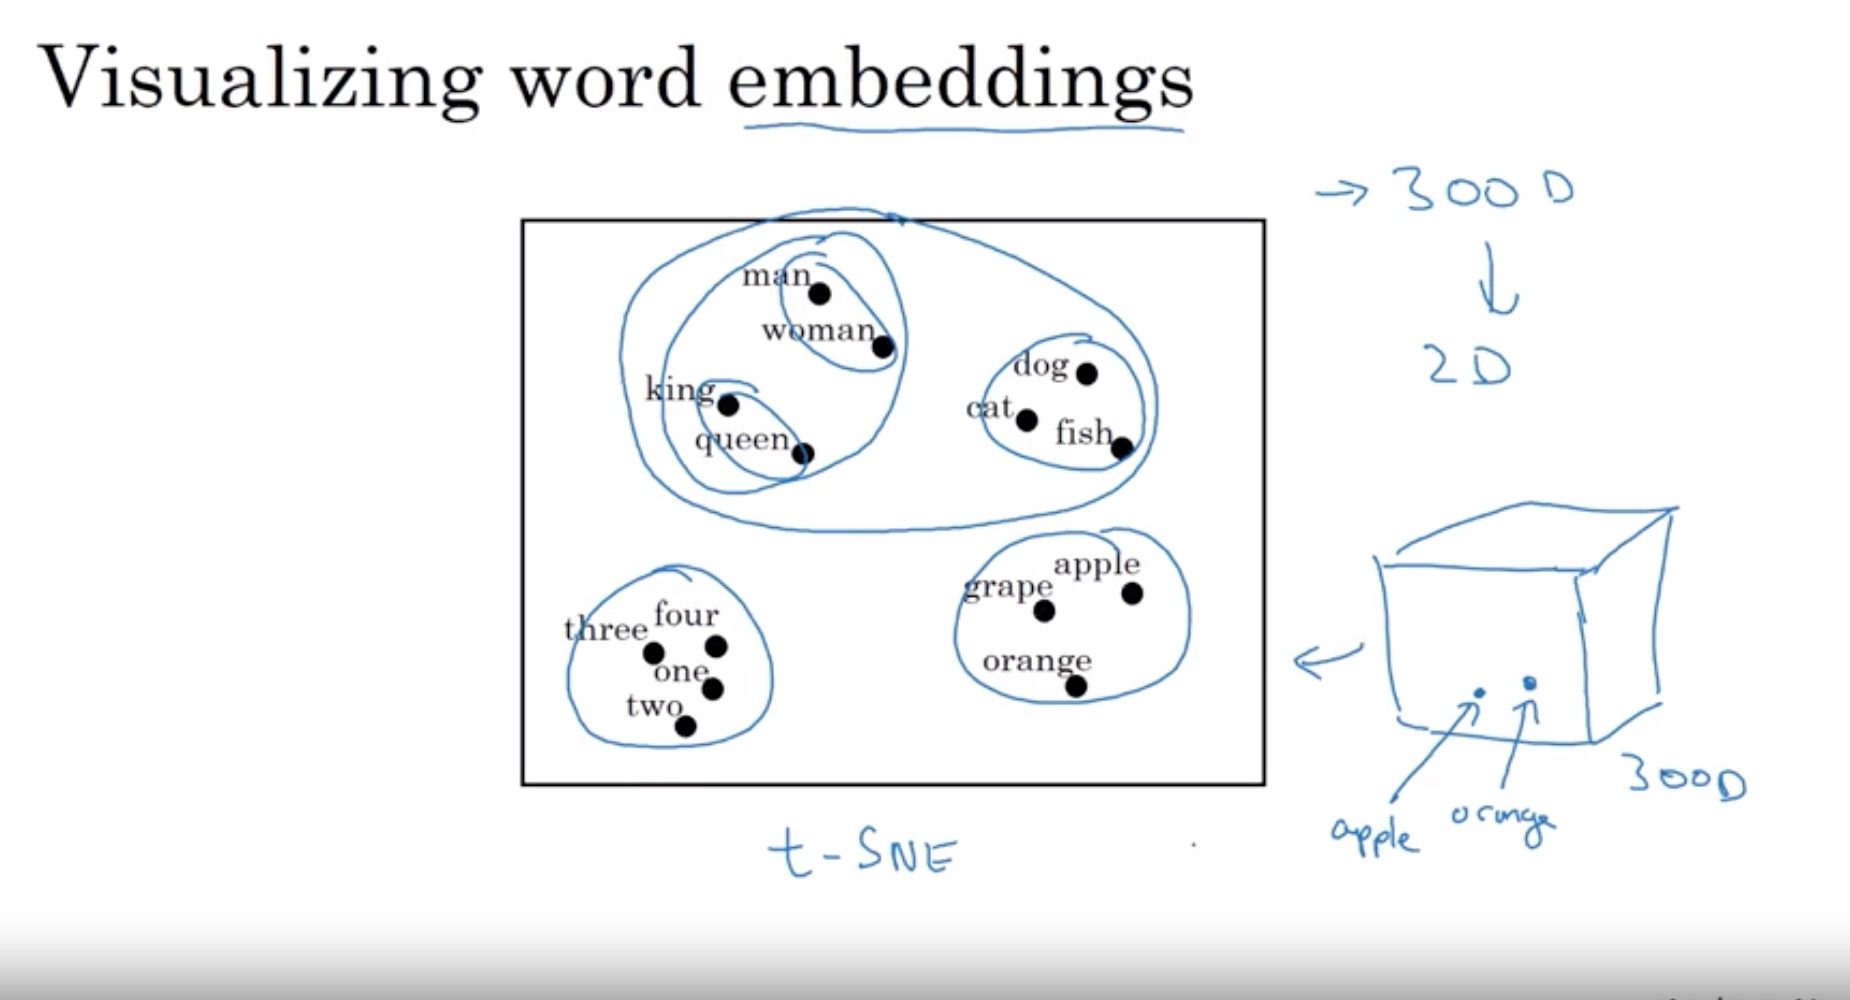 Visualizing word embeddings
→ 300D
2D
man
woman
dog
king
cat
fish
queen
apple
grape
four
three
orange
one
two
300D
apple orange
t-SNE